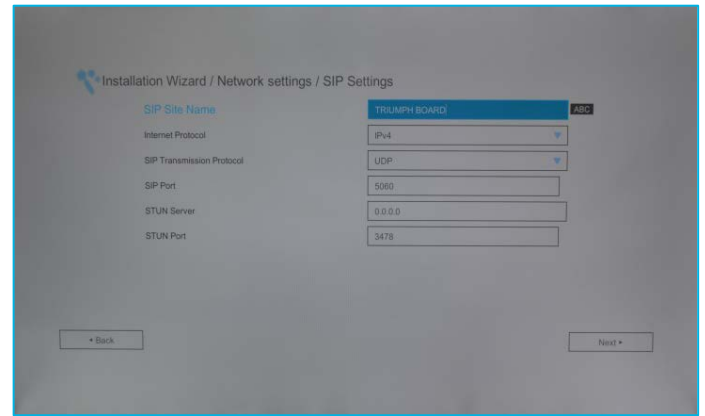 Installation Wizard / Network settings / SIP Settings
SIP Site Name TRIUMPH BOARD ABC
Internet Protocol IPv4
SIP Transmission Protocol UDP
SIP Port 5060
STUN Server 0.0.0.0
STUN Port 3478
• Back Next •